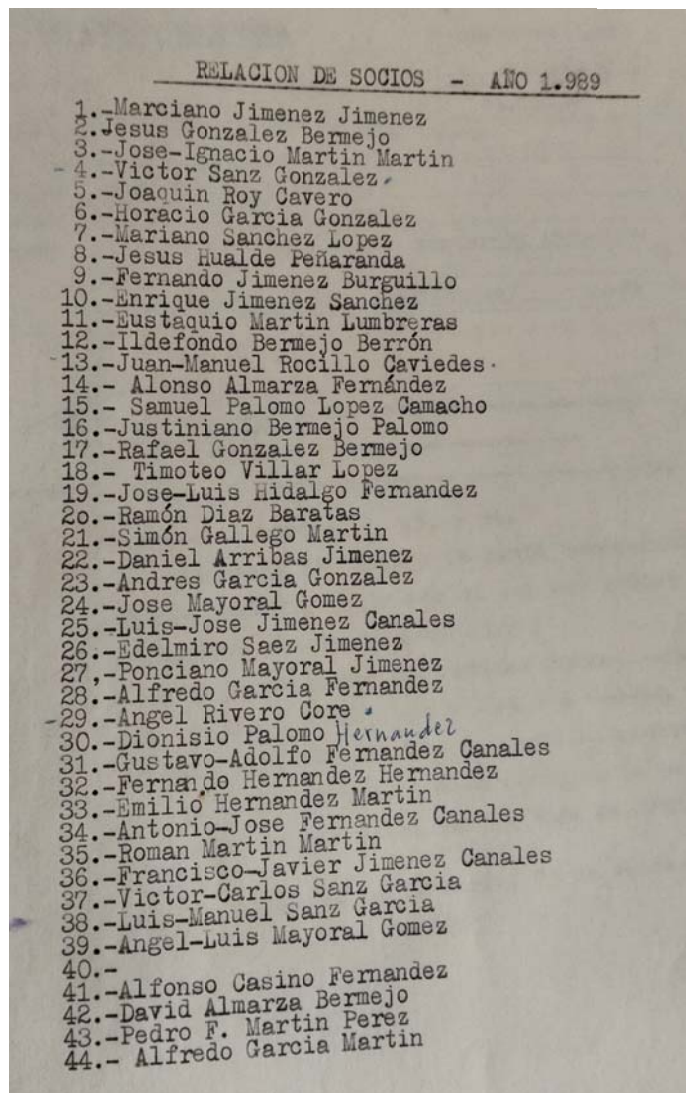 RELACION DE SOCIOS - AÑO 1.989
1.-Marciano Jimenez Jimenez
2.Jesus Gonzalez Bermejo
3.-Jose-Ignacio Martin Martin
- 4.-Victor Sanz Gonzalez
5.-Joaquin Roy Cavero
6.-Horacio Garcia Gonzalez
7.-Mariano Sanchez Lopez
8.-Jesus Hualde Peñaranda
9.-Fernando Jimenez Burguillo
10.-Enrique Jimenez Sanchez
11.-Eustaquio Martin Lumbreras
12.-Ildefondo Bermejo Berrón
-13.-Juan-Manuel Rocillo Caviedes
14.- Alonso Almarza Fernández
15.- Samuel Palomo Lopez Camacho
16.-Justiniano Bermejo Palomo
17.-Rafael Gonzalez Bermejo
18.- Timoteo Villar Lopez
19.-Jose-Luis Hidalgo Fernandez
2o.-Ramón Diaz Baratas
21.-Simón Gallego Martin
22.-Daniel Arribas Jimenez
23.-Andres Garcia Gonzalez
24.-Jose Mayoral Gomez
25.-Luis-Jose Jimenez Canales
26.-Edelmiro Saez Jimenez
27,-Ponciano Mayoral Jimenez
28.-Alfredo Garcia Fernandez
-29.-Angel Rivero Core
30.-Dionisio Palomo Hernandez
31.-Gustavo-Adolfo Fernandez Canales
32.-Fernando Hernandez Hernandez
33.-Emilio Hernandez Martin
34.-Antonio-Jose Fernandez Canales
35.-Roman Martin Martin
36.-Francisco-Javier Jimenez Canales
37.-Victor-Carlos Sanz Garcia
38.-Luis-Manuel Sanz Garcia
39.-Angel-Luis Mayoral Gomez
40.-
41.-Alfonso Casino Fernandez
42.-David Almarza Bermejo
43.-Pedro F. Martin Perez
44.- Alfredo Garcia Martin